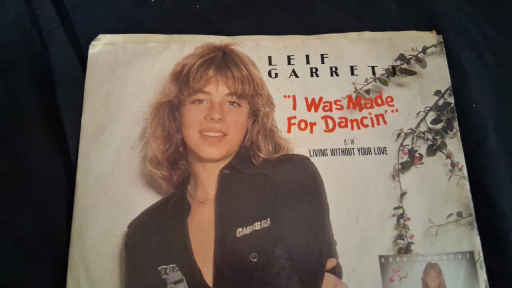 LEIF
GARRETT
"I Was Made
For Dancin'"
c/w
LIVING WITHOUT YOUR LOVE